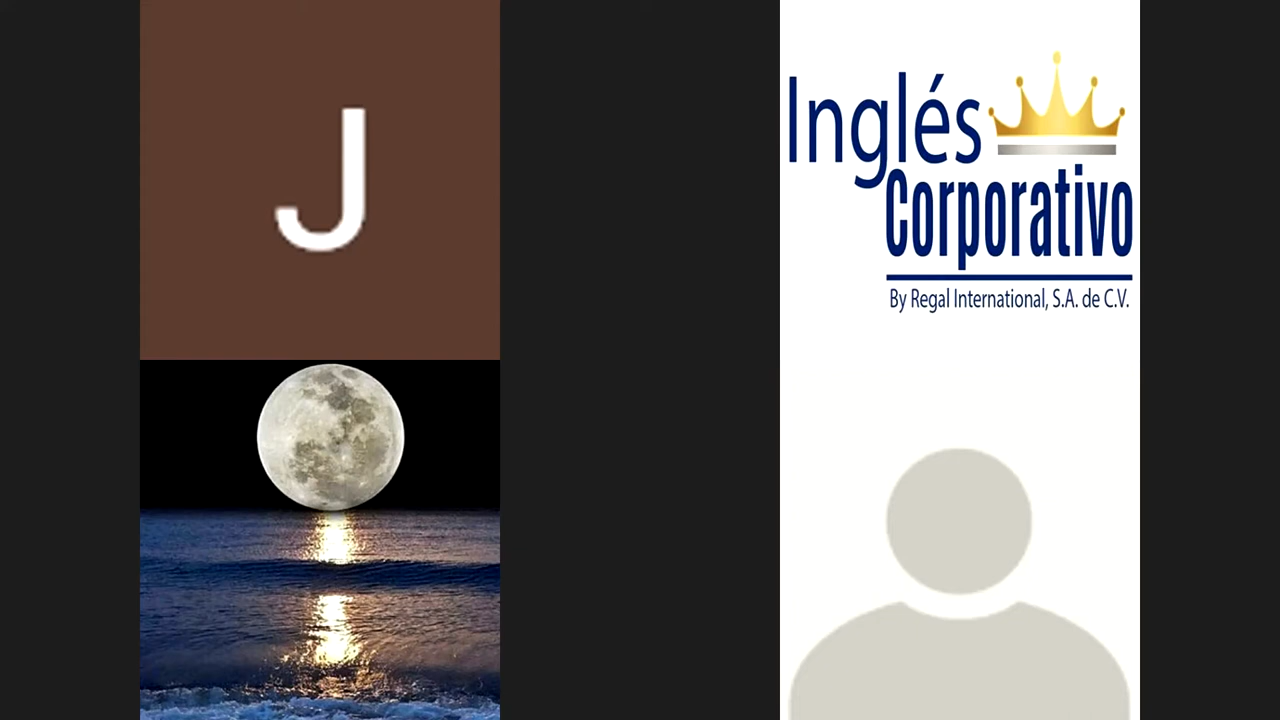 J
Inglés
Corporativo
By Regal International, S.A. de C.V.